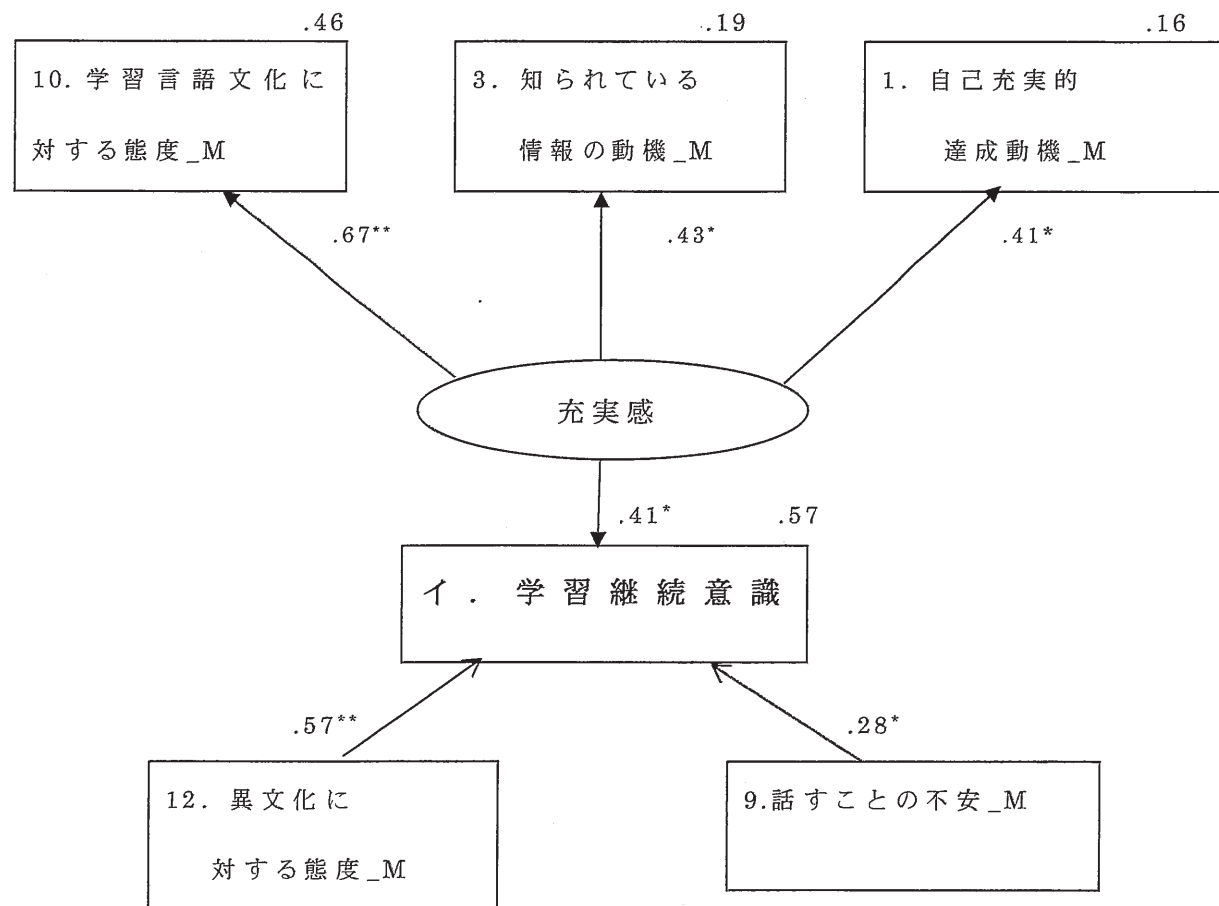 .46
.19
.16
10. 学習言語文化に
対する態度_M
3. 知られている
情報の動機_M
1. 自己充実的
達成動機_M
.67**
.43*
.41*
充実感
.41*
.57
イ. 学習継続意識
.57**
.28*
12. 異文化に
対する態度_M
9.話すことの不安_M